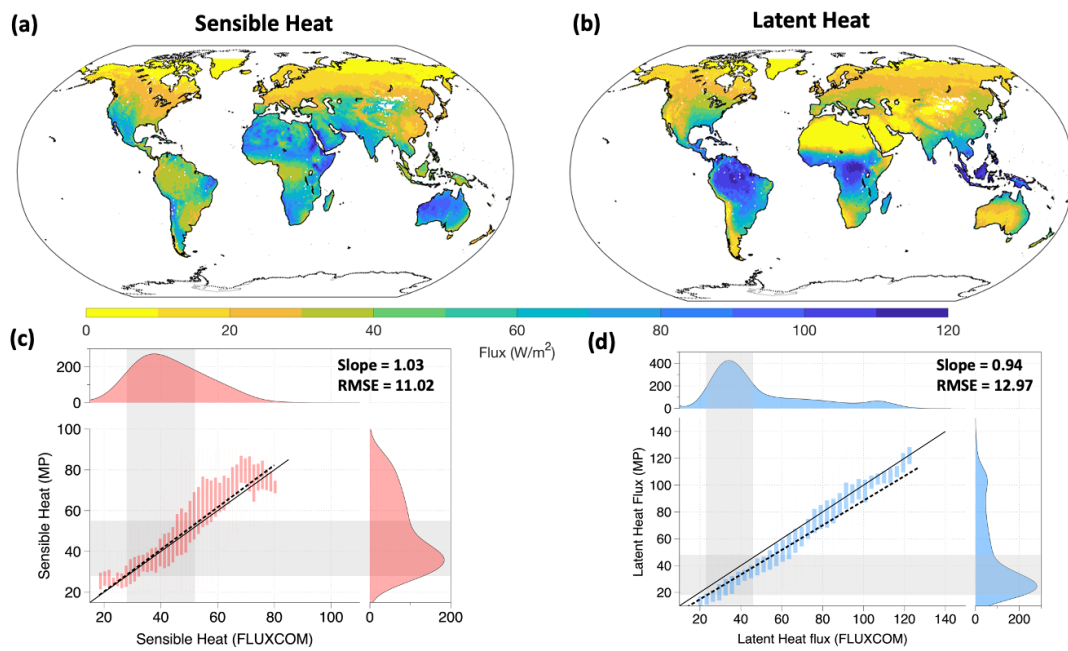 (a)
Sensible Heat
(b)
Latent Heat
0 20 40 60 80 100 120
Flux (W/m²)
(c)
200
0
Slope = 1.03
RMSE = 11.02
100
80
60
40
20
Sensible Heat (MP)
20 40 60 80 100
0 100 200
Sensible Heat (FLUXCOM)
(d)
400
200
0
Slope = 0.94
RMSE = 12.97
140
120
100
80
60
40
20
Latent Heat Flux (MP)
20 40 60 80 100 120 140
0 100 200
Latent Heat flux (FLUXCOM)